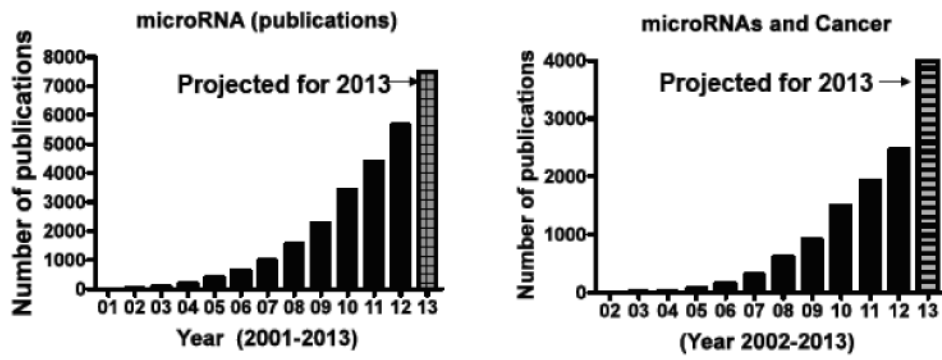 microRNA (publications)
Number of publications
8000
7000
6000
5000
4000
3000
2000
1000
0
Projected for 2013
01 02 03 04 05 06 07 08 09 10 11 12 13
Year (2001-2013)
microRNAs and Cancer
Number of publications
4000
3000
2000
1000
0
Projected for 2013
02 03 04 05 06 07 08 09 10 11 12 13
(Year 2002-2013)